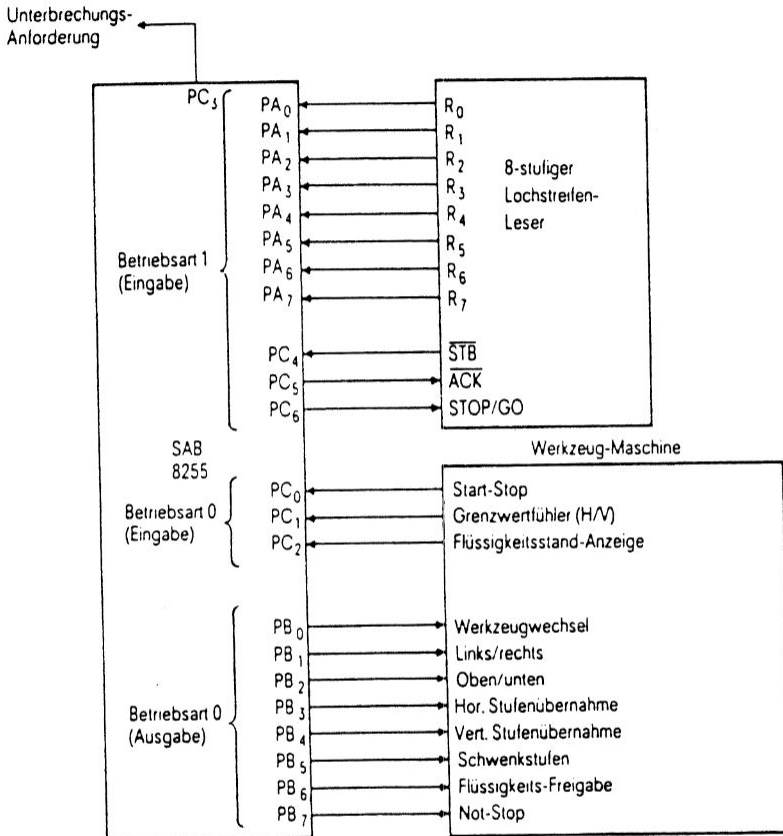 Unterbrechungs-
Anforderung
PC3
PA0 R0
PA1 R1
PA2 R2
PA3 R3
PA4 R4
PA5 R5
PA6 R6
PA7 R7
8-stufiger
Lochstreifen-
Leser
Betriebsart 1
(Eingabe)
PC4 STB
PC5 ACK
PC6 STOP/GO
SAB
8255
Werkzeug-Maschine
Betriebsart 0
(Eingabe)
PC0 Start-Stop
PC1 Grenzwertfühler (H/V)
PC2 Flüssigkeitsstand-Anzeige
Betriebsart 0
(Ausgabe)
PB0 Werkzeugwechsel
PB1 Links/rechts
PB2 Oben/unten
PB3 Hor. Stufenübernahme
PB4 Vert. Stufenübernahme
PB5 Schwenkstufen
PB6 Flüssigkeits-Freigabe
PB7 Not-Stop